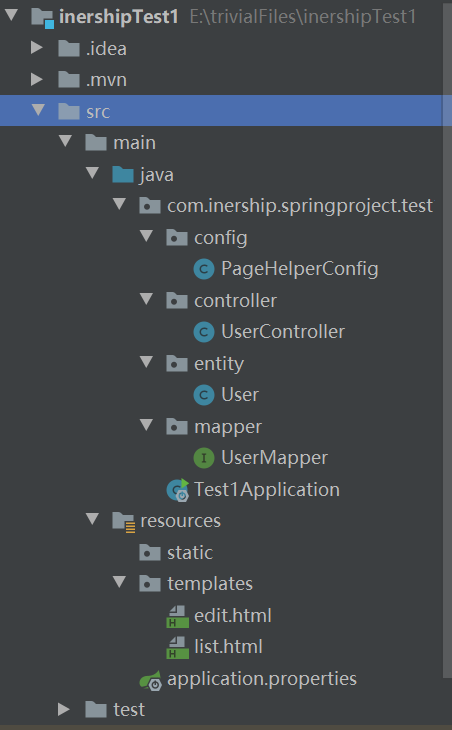 inershipTest1 E:\trivialFiles\inershipTest1
.idea
.mvn
src
main
java
com.inership.springproject.test
config
C PageHelperConfig
controller
C UserController
entity
C User
mapper
I UserMapper
C Test1Application
resources
static
templates
H edit.html
H list.html
application.properties
test